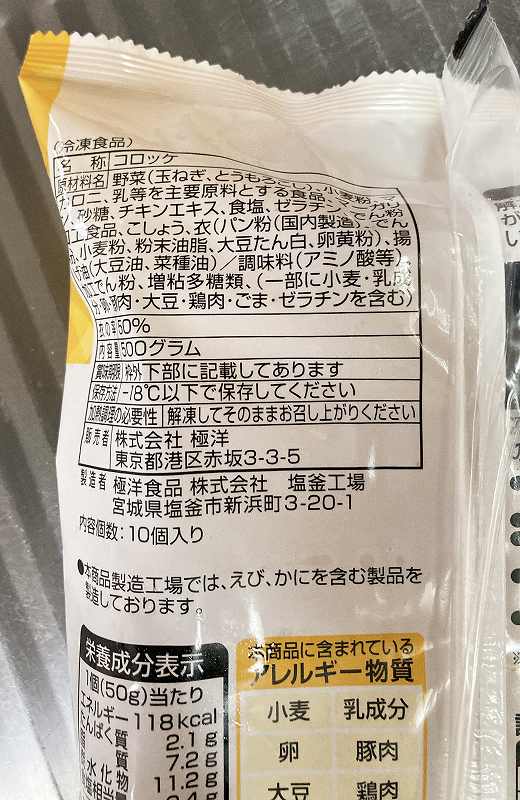 (冷凍食品)
名 称 コロッケ
原材料名 野菜(玉ねぎ、とうもろこし)、小麦粉、
マカロニ、乳等を主要原料とする食品、マーガリ
ン、砂糖、チキンエキス、食塩、ゼラチン、でん粉
加工食品、こしょう、衣(パン粉(国内製造)、でん
粉、小麦粉、粉末油脂、大豆たん白、卵黄粉)、揚
げ油(大豆油、菜種油)/調味料(アミノ酸等)、
加工でん粉、増粘多糖類、(一部に小麦・乳成
分・卵・豚肉・大豆・鶏肉・ごま・ゼラチンを含む)
衣の率 50%
内容量 500グラム
賞味期限 枠外下部に記載してあります
保存方法 -18℃以下で保存してください
加熱調理の必要性 解凍してそのままお召し上がりください
販売者 株式会社 極洋
東京都港区赤坂3-3-5
製造者 極洋食品 株式会社 塩釜工場
宮城県塩釜市新浜町3-20-1
内容個数:10個入り
●本商品製造工場では、えび、かにを含む製品を
製造しております。
栄養成分表示
1個(50g)当たり
エネルギー 118kcal
たんぱく質 2.1g
脂質 7.2g
炭水化物 11.2g
本商品に含まれている
アレルギー物質
小麦 乳成分
卵 豚肉
大豆 鶏肉